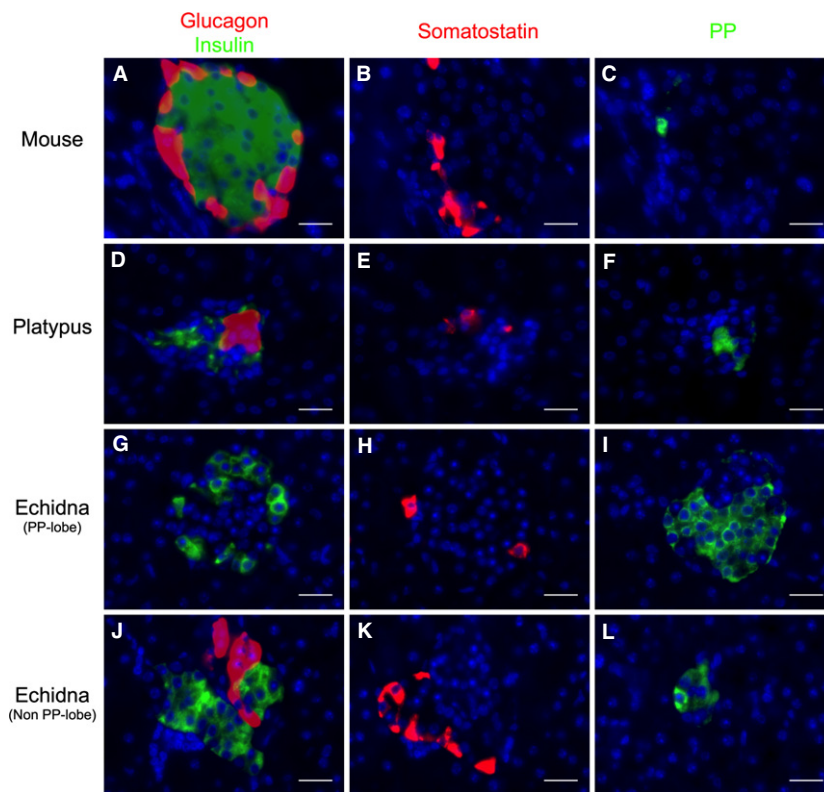 Glucagon
Insulin
Somatostatin
PP
Mouse
A
B
C
Platypus
D
E
F
Echidna
(PP-lobe)
G
H
I
Echidna
(Non PP-lobe)
J
K
L